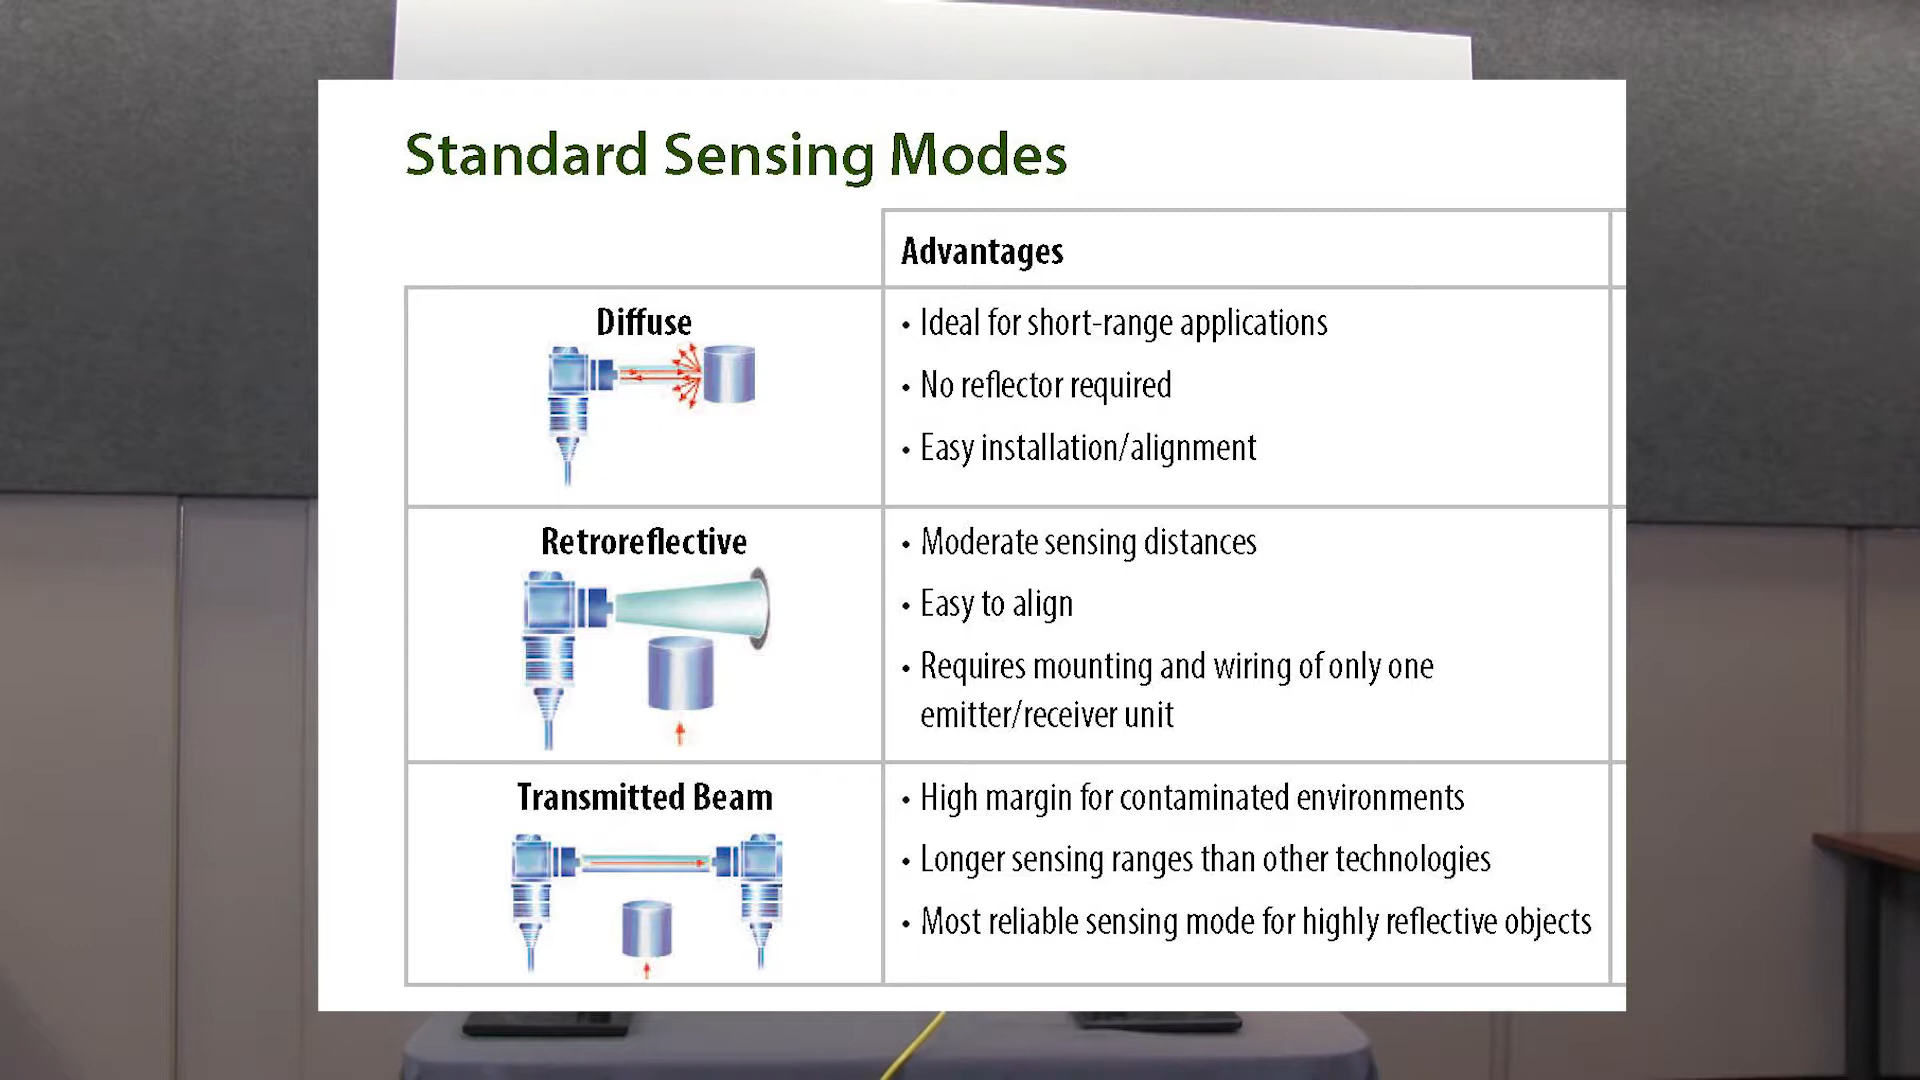 Standard Sensing Modes
Advantages
Diffuse
• Ideal for short-range applications
• No reflector required
• Easy installation/alignment
Retroreflective
• Moderate sensing distances
• Easy to align
• Requires mounting and wiring of only one
emitter/receiver unit
Transmitted Beam
• High margin for contaminated environments
• Longer sensing ranges than other technologies
• Most reliable sensing mode for highly reflective objects